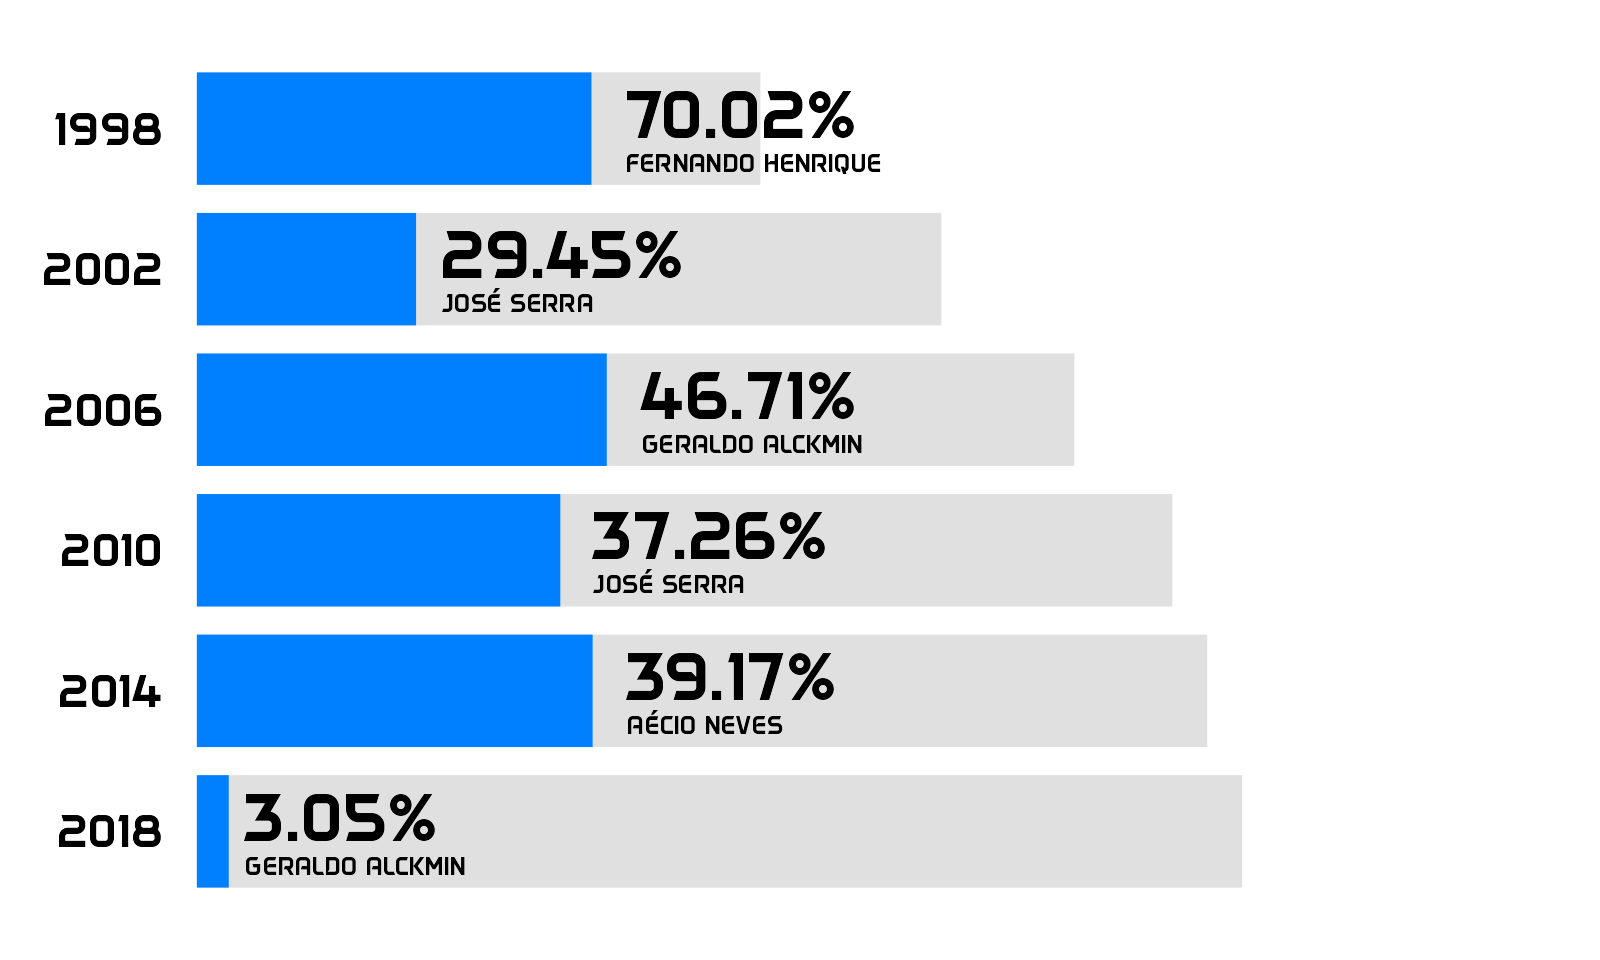 1998
70.02%
FERNANDO HENRIQUE
2002
29.45%
JOSÉ SERRA
2006
46.71%
GERALDO ALCKMIN
2010
37.26%
JOSÉ SERRA
2014
39.17%
AÉCIO NEVES
2018
3.05%
GERALDO ALCKMIN